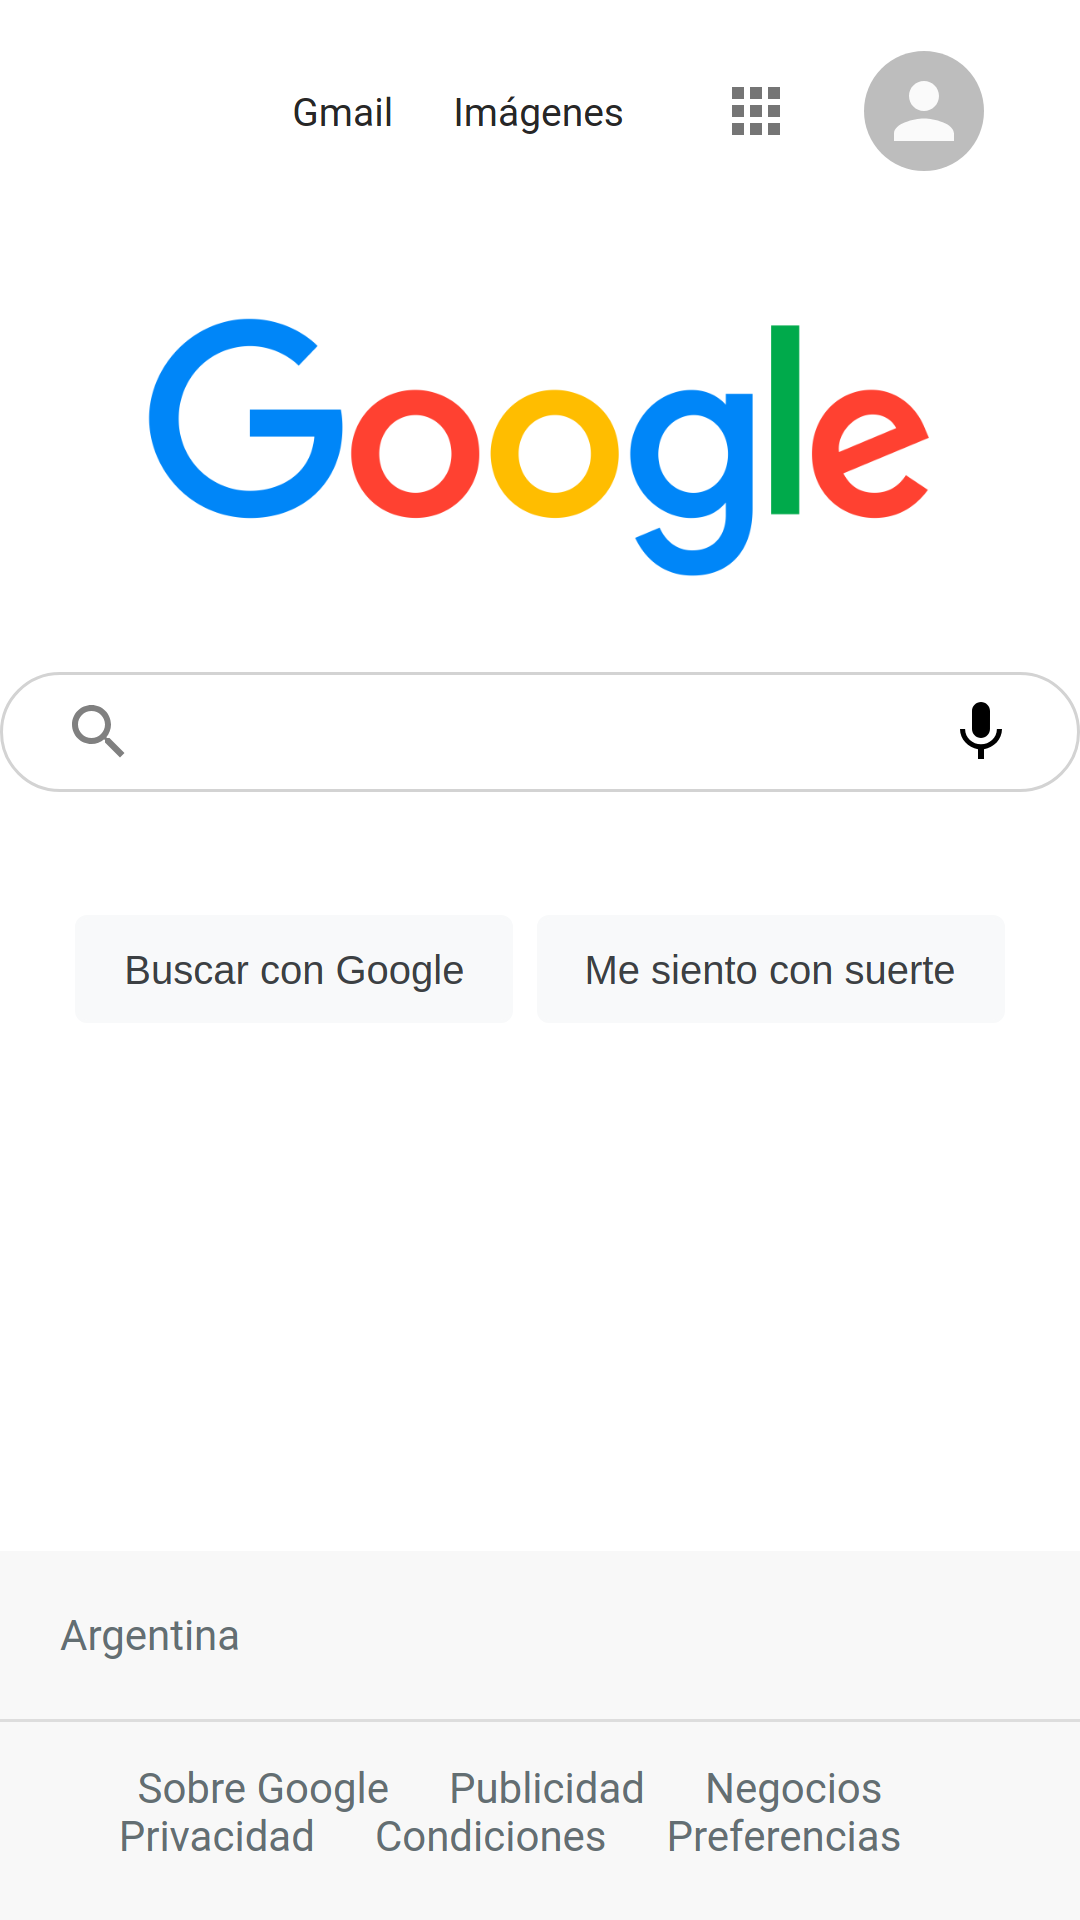 Gmail Imágenes
Google
Buscar con Google Me siento con suerte
Argentina
Sobre Google Publicidad Negocios
Privacidad Condiciones Preferencias